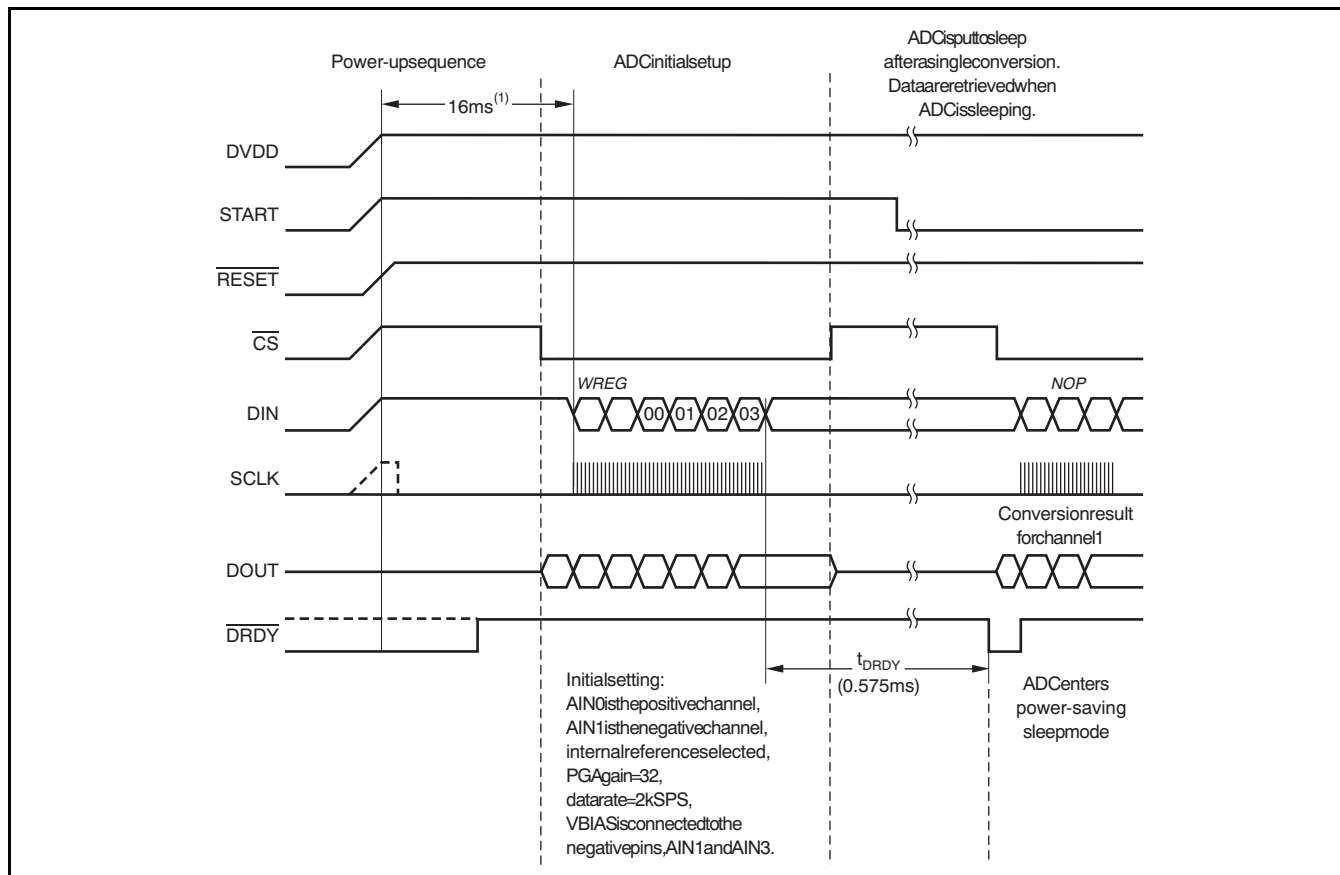 Power-upsequence
ADCinitialsetup
ADCisputtosleep
afterasingleconversion.
Dataareretrievedwhen
ADCissleeping.
16ms(1)
DVDD
START
RESET
CS
WREG
NOP
DIN
00 01 02 03
SCLK
Conversionresult
forchannel1
DOUT
DRDY
tDRDY
(0.575ms)
Initialsetting:
AIN0isthepositivechannel,
AIN1isthenegativechannel,
internalreferenceselected,
PGAgain=32,
datarate=2kSPS,
VBIASisconnectedtothe
negativepins,AIN1andAIN3.
ADCenters
power-saving
sleepmode